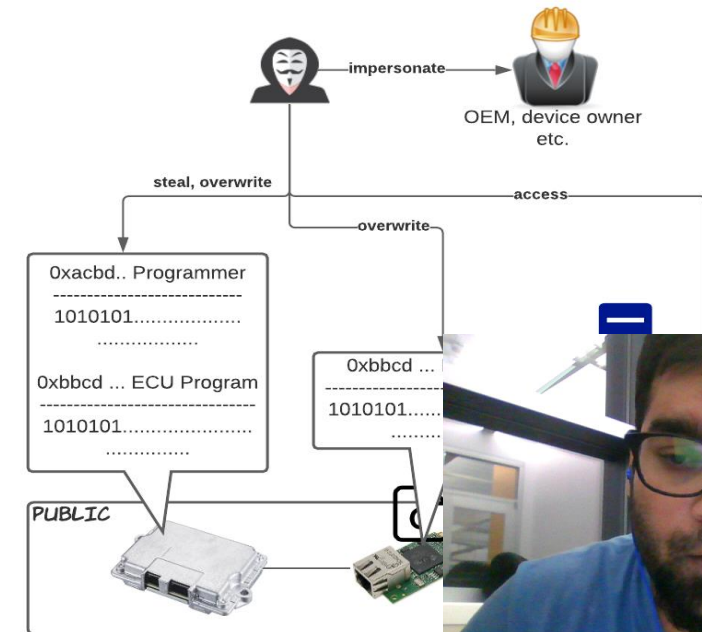 impersonate
OEM, device owner
etc.
steal, overwrite
access
overwrite
0xacbd.. Programmer
----------------------------
1010101...................
..................
0xbbcd ... ECU Program
--------------------------------
1010101.......................
...............
0xbbcd ...
1010101......
.........
PUBLIC